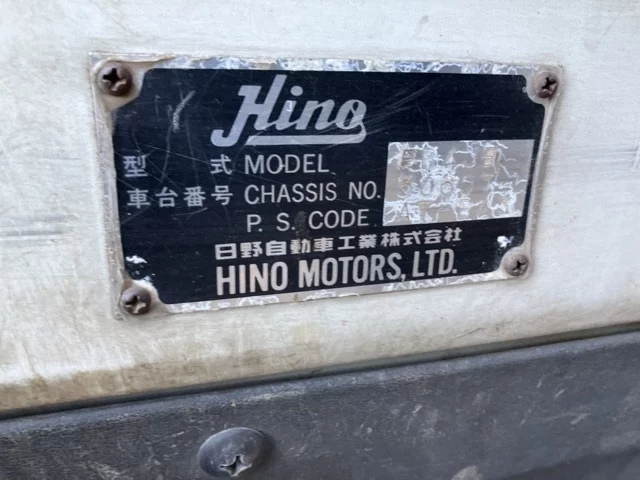 Hino
型 式 MODEL
車台番号 CHASSIS NO.
P. S. CODE
日野自動車工業株式会社
HINO MOTORS, LTD.